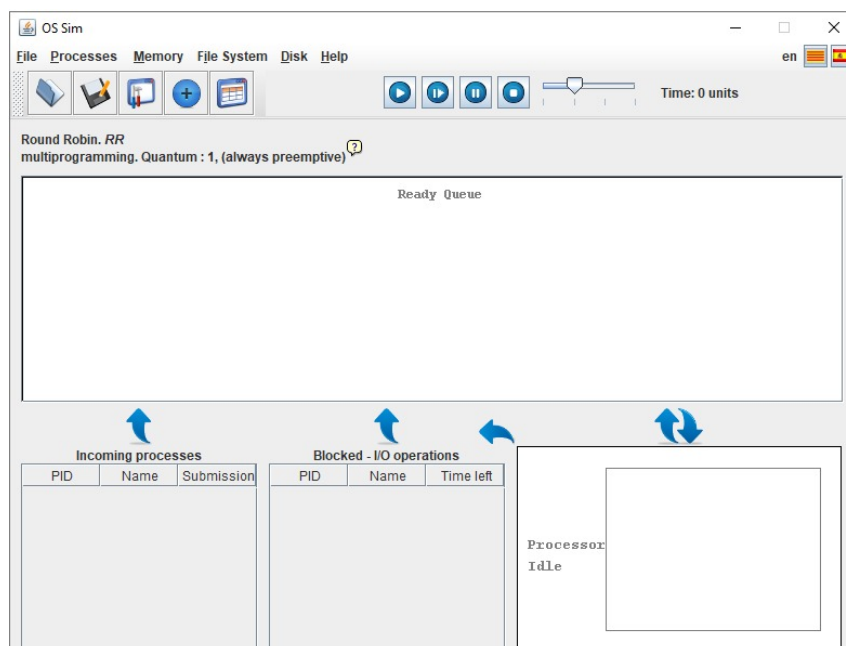 OS Sim
File Processes Memory File System Disk Help en
Time: 0 units
Round Robin. RR
multiprogramming. Quantum : 1, (always preemptive) ?
Ready Queue
Incoming processes
PID Name Submission
Blocked - I/O operations
PID Name Time left
Processor
Idle